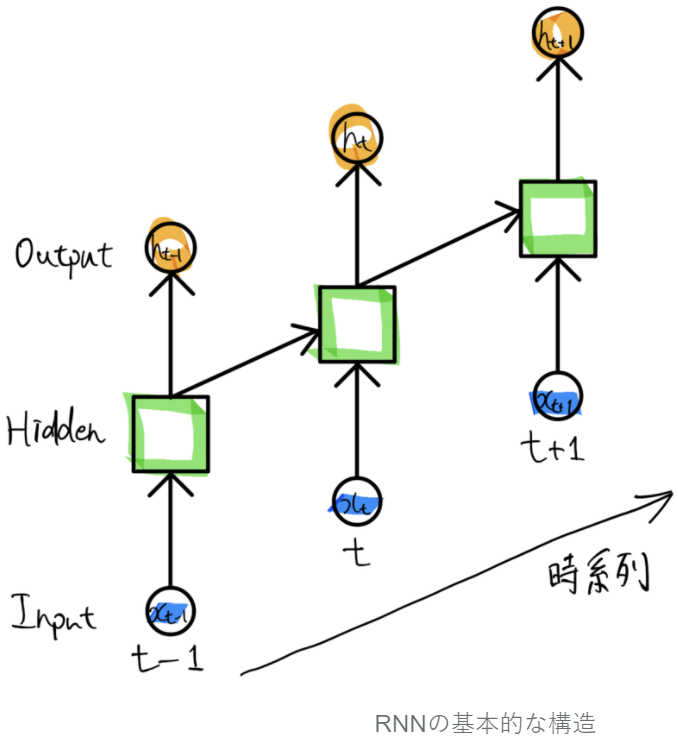 h_{t+1}
h_t
Output
h_{t-1}
x_{t+1}
Hidden
t+1
x_t
t
時系列
Input
x_{t-1}
t-1
RNNの基本的な構造